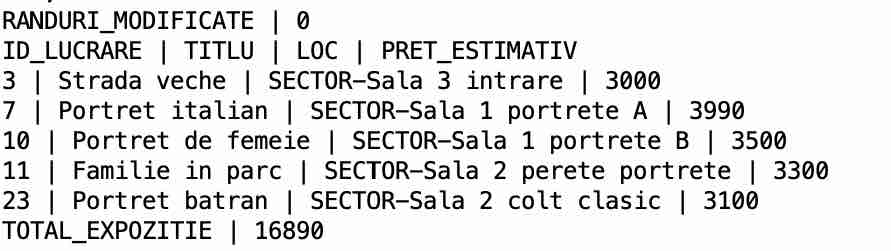 RANDURI_MODIFICATE | 0
ID_LUCRARE | TITLU | LOC | PRET_ESTIMATIV
3 | Strada veche | SECTOR-Sala 3 intrare | 3000
7 | Portret italian | SECTOR-Sala 1 portrete A | 3990
10 | Portret de femeie | SECTOR-Sala 1 portrete B | 3500
11 | Familie in parc | SECTOR-Sala 2 perete portrete | 3300
23 | Portret batran | SECTOR-Sala 2 colt clasic | 3100
TOTAL_EXPOZITIE | 16890